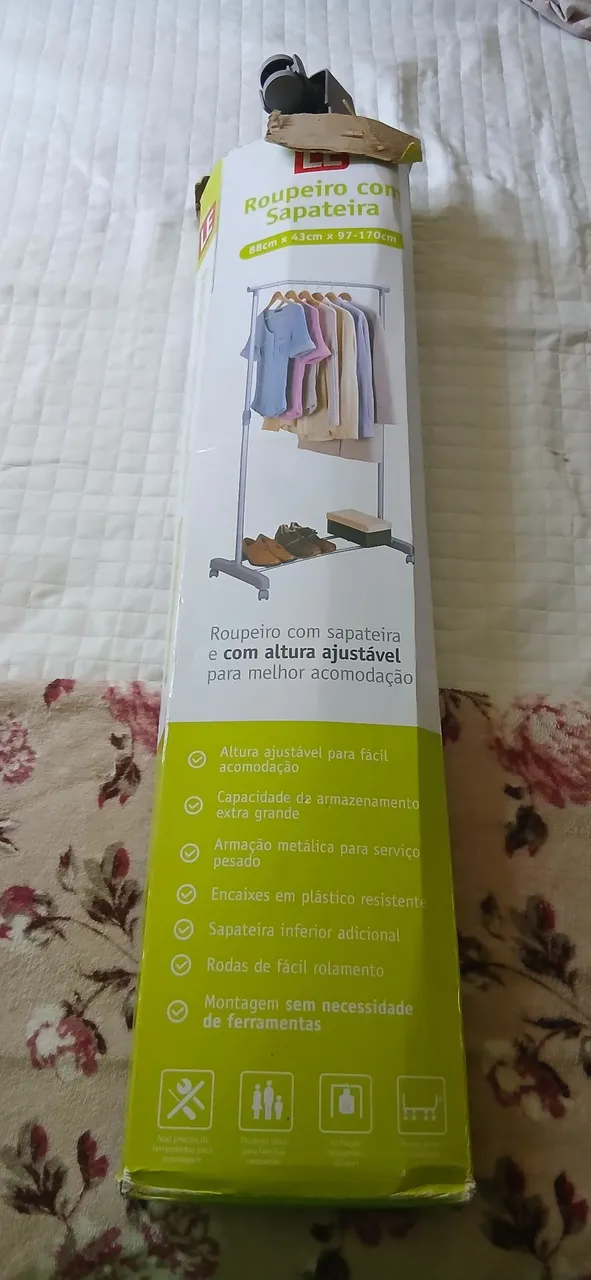 LE
LE
Roupeiro com
Sapateira
88cm x 43cm x 97-170cm
Roupeiro com sapateira
e com altura ajustável
para melhor acomodação
Altura ajustável para fácil
acomodação
Capacidade de armazenamento
extra grande
Armação metálica para serviço
pesado
Encaixes em plástico resistente
Sapateira inferior adicional
Rodas de fácil rolamento
Montagem sem necessidade
de ferramentas